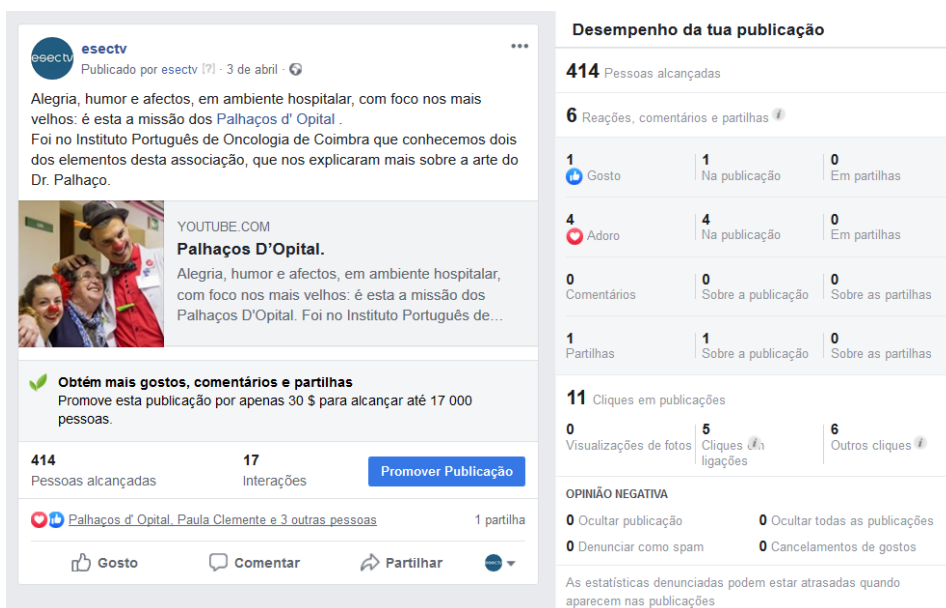 esectv
esectv
Publicado por esectv [?] · 3 de abril ·
Alegria, humor e afectos, em ambiente hospitalar, com foco nos mais
velhos: é esta a missão dos Palhaços d' Opital .
Foi no Instituto Português de Oncologia de Coimbra que conhecemos dois
dos elementos desta associação, que nos explicaram mais sobre a arte do
Dr. Palhaço.
YOUTUBE.COM
Palhaços D'Opital.
Alegria, humor e afectos, em ambiente hospitalar,
com foco nos mais velhos: é esta a missão dos
Palhaços D'Opital. Foi no Instituto Português de...
Obtém mais gostos, comentários e partilhas
Promove esta publicação por apenas 30 $ para alcançar até 17 000
pessoas.
414
Pessoas alcançadas
17
Interações
Promover Publicação
Palhaços d' Opital, Paula Clemente e 3 outras pessoas
1 partilha
Gosto
Comentar
Partilhar
esectv
Desempenho da tua publicação
414 Pessoas alcançadas
6 Reações, comentários e partilhas i
1
Gosto
1
Na publicação
0
Em partilhas
4
Adoro
4
Na publicação
0
Em partilhas
0
Comentários
0
Sobre a publicação
0
Sobre as partilhas
1
Partilhas
1
Sobre a publicação
0
Sobre as partilhas
11 Cliques em publicações
0
Visualizações de fotos
5
Cliques i n
ligações
6
Outros cliques i
OPINIÃO NEGATIVA
0 Ocultar publicação
0 Ocultar todas as publicações
0 Denunciar como spam
0 Cancelamentos de gostos
As estatísticas denunciadas podem estar atrasadas quando
aparecem nas publicações